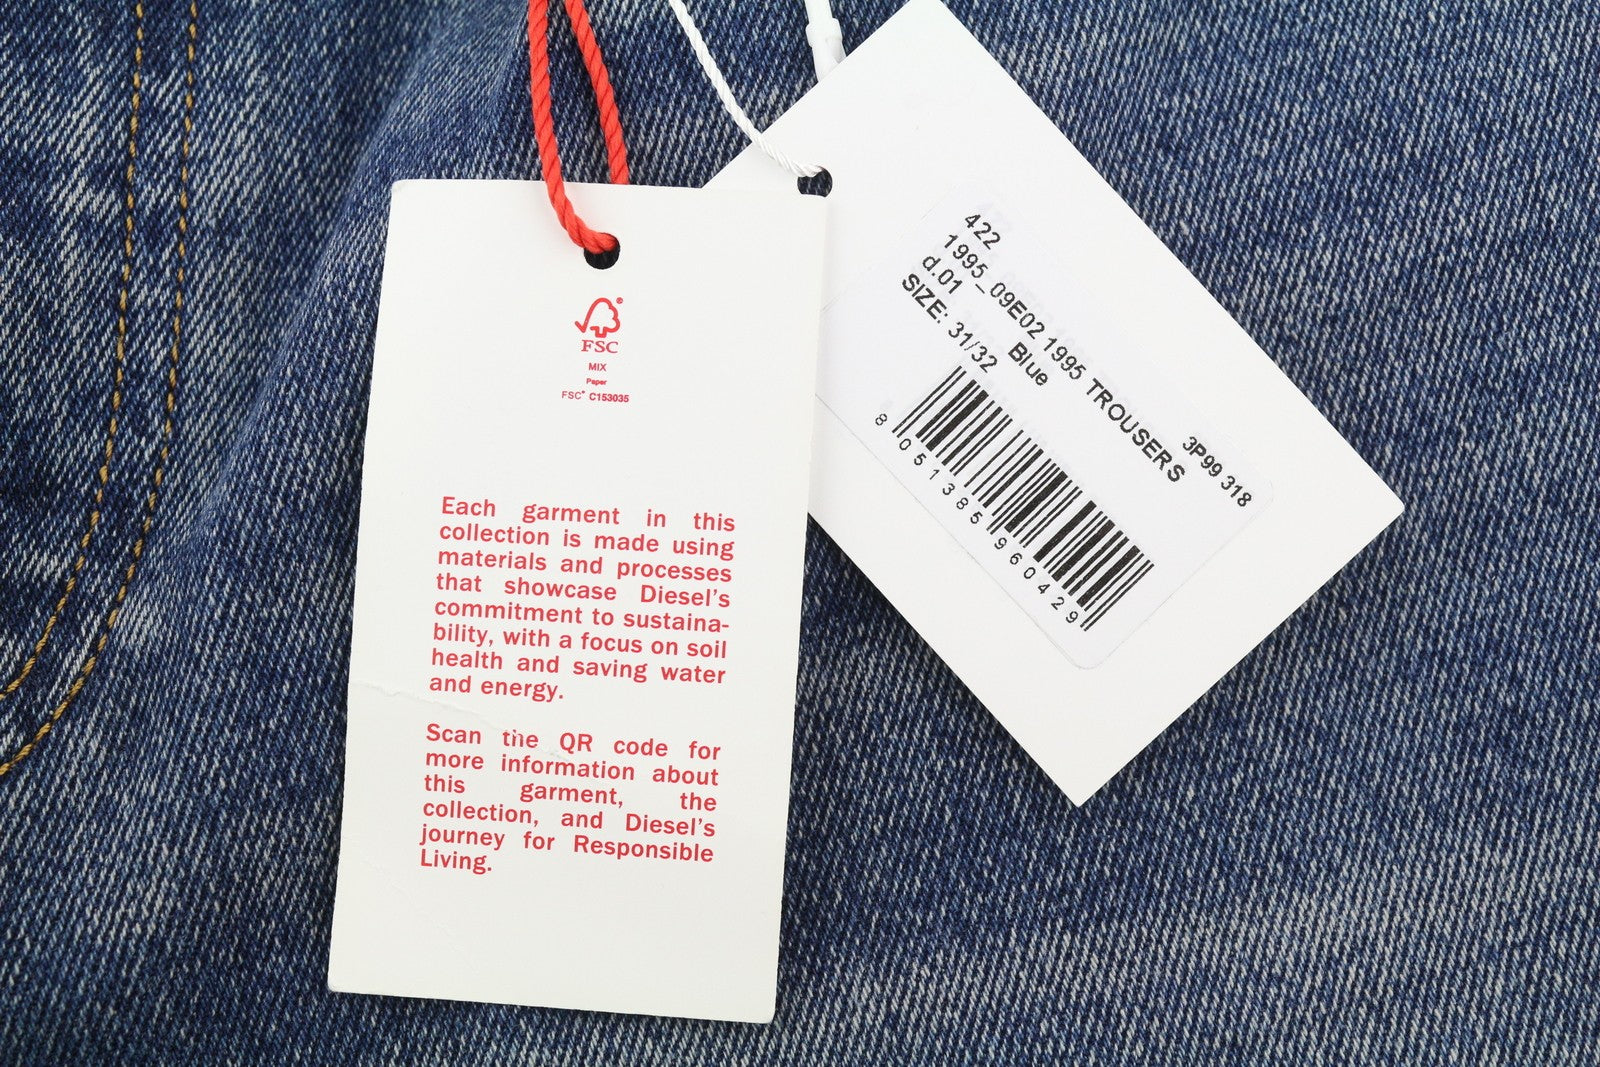 FSC
MIX
Paper
FSC® C153035
Each garment in this
collection is made using
materials and processes
that showcase Diesel's
commitment to sustaina-
bility, with a focus on soil
health and saving water
and energy.
Scan the QR code for
more information about
this garment, the
collection, and Diesel's
journey for Responsible
Living.
422
3P99 318
1995_09E02 1995 TROUSERS
d.01 Blue
SIZE: 31/32
8 051385 960429